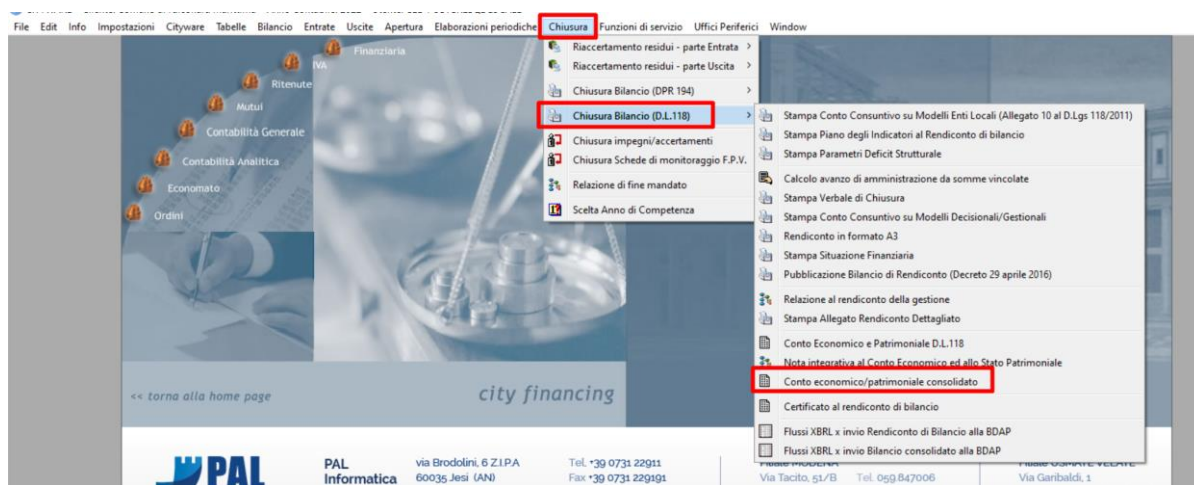 File Edit Info Impostazioni Cityware Tabelle Bilancio Entrate Uscite Apertura Elaborazioni periodiche Chiusura Funzioni di servizio Uffici Periferici Window
Finanziaria
IVA
Ritenute
Mutui
Contabilità Generale
Contabilità Analitica
Economato
Ordini
Riaccertamento residui - parte Entrata
Riaccertamento residui - parte Uscita
Chiusura Bilancio (DPR 194)
Chiusura Bilancio (D.L.118)
Chiusura impegni/accertamenti
Chiusura Schede di monitoraggio F.P.V.
Relazione di fine mandato
Scelta Anno di Competenza
Stampa Conto Consuntivo su Modelli Enti Locali (Allegato 10 al D.Lgs 118/2011)
Stampa Piano degli Indicatori al Rendiconto di bilancio
Stampa Parametri Deficit Strutturale
Calcolo avanzo di amministrazione da somme vincolate
Stampa Verbale di Chiusura
Stampa Conto Consuntivo su Modelli Decisionali/Gestionali
Rendiconto in formato A3
Stampa Situazione Finanziaria
Pubblicazione Bilancio di Rendiconto (Decreto 29 aprile 2016)
Relazione al rendiconto della gestione
Stampa Allegato Rendiconto Dettagliato
Conto Economico e Patrimoniale D.L.118
Nota integrativa al Conto Economico ed allo Stato Patrimoniale
Conto economico/patrimoniale consolidato
Certificato al rendiconto di bilancio
Flussi XBRL x invio Rendiconto di Bilancio alla BDAP
Flussi XBRL x invio Bilancio consolidato alla BDAP
<< torna alla home page
city financing
PAL
PAL
Informatica
via Brodolini, 6 Z.I.P.A
60035 Jesi (AN)
Tel. +39 0731 22911
Fax +39 0731 229191
Filiale MODENA
Via Tacito, 51/B Tel. 059.847006
Filiale USMATE VELATE
Via Garibaldi, 1